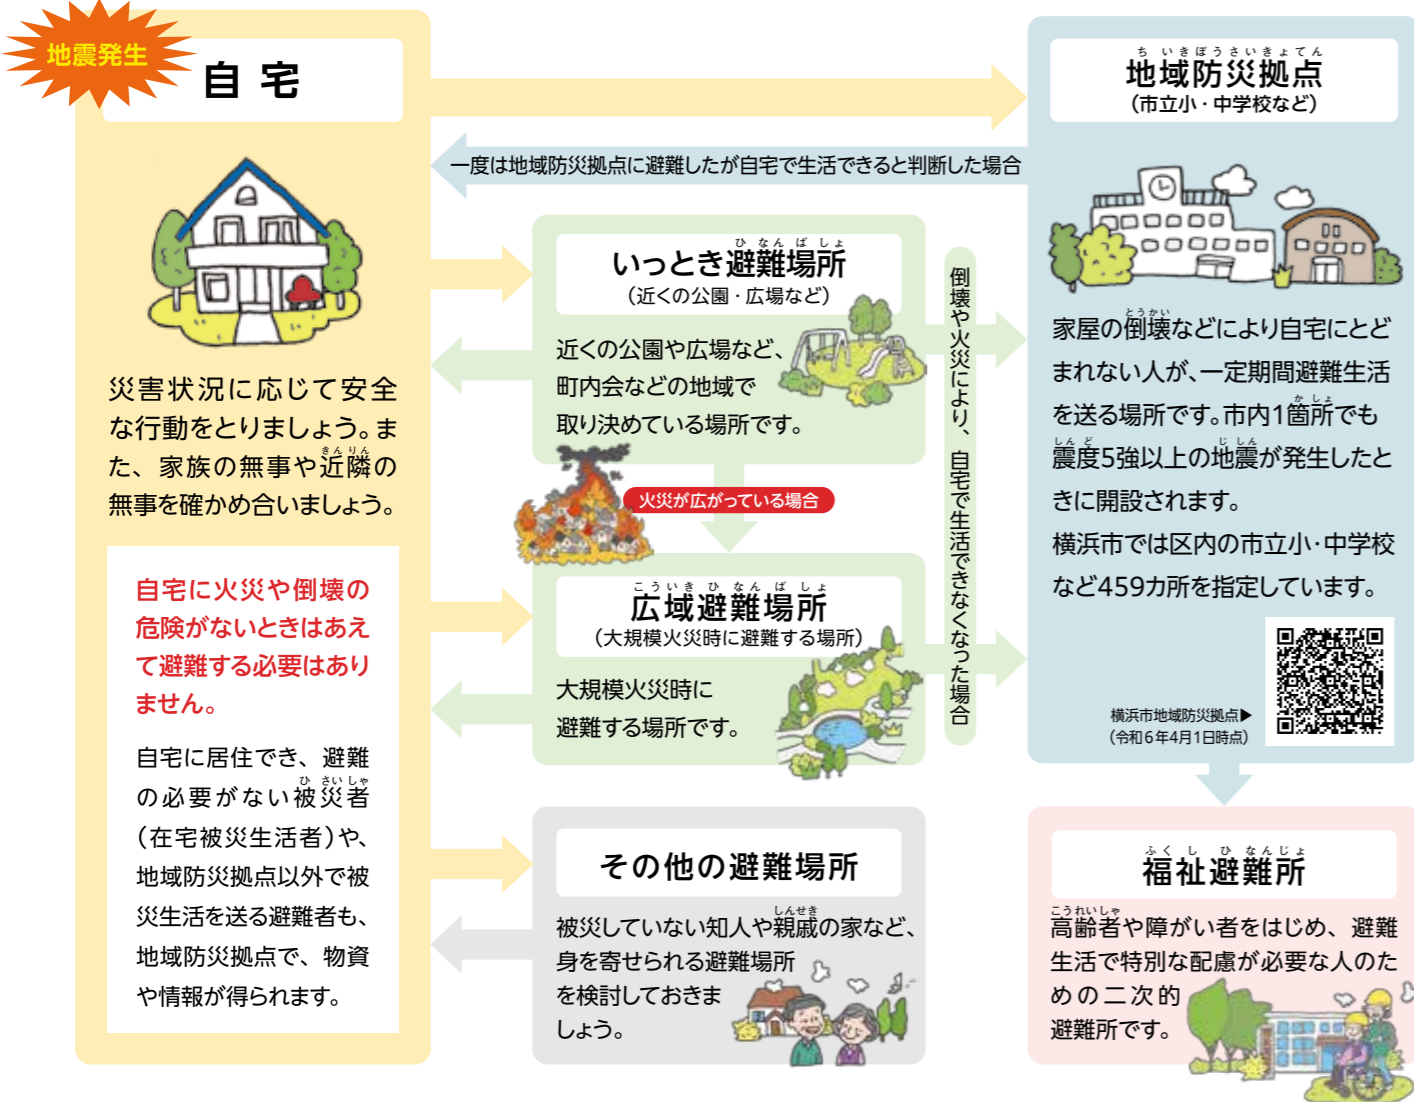 地震発生
自宅
災害状況に応じて安全
な行動をとりましょう。ま
た、家族の無事や近隣の
きんりん
無事を確かめ合いましょう。
自宅に火災や倒壊の
危険がないときはあえ
て避難する必要はあり
ません。
自宅に居住でき、避難
の必要がない被災者
ひさいしゃ
(在宅被災生活者)や、
地域防災拠点以外で被
災生活を送る避難者も、
地域防災拠点で、物資
や情報が得られます。
一度は地域防災拠点に避難したが自宅で生活できると判断した場合
ひなんばしょ
いっとき避難場所
(近くの公園・広場など)
近くの公園や広場など、
町内会などの地域で
取り決めている場所です。
火災が広がっている場合
こういきひなんばしょ
広域避難場所
(大規模火災時に避難する場所)
大規模火災時に
避難する場所です。
倒壊や火災により、自宅で生活できなくなった場合
その他の避難場所
しんせき
被災していない知人や親戚の家など、
身を寄せられる避難場所
を検討しておきま
しょう。
ちいきぼうさいきょてん
地域防災拠点
(市立小・中学校など)
とうかい
家屋の倒壊などにより自宅にとど
まれない人が、一定期間避難生活
かしょ
を送る場所です。市内1箇所でも
しんど じしん
震度5強以上の地震が発生したと
きに開設されます。
横浜市では区内の市立小・中学校
など459カ所を指定しています。
横浜市地域防災拠点▶
(令和6年4月1日時点)
ふくしひなんじょ
福祉避難所
こうれいしゃ
高齢者や障がい者をはじめ、避難
生活で特別な配慮が必要な人のた
めの二次的
避難所です。